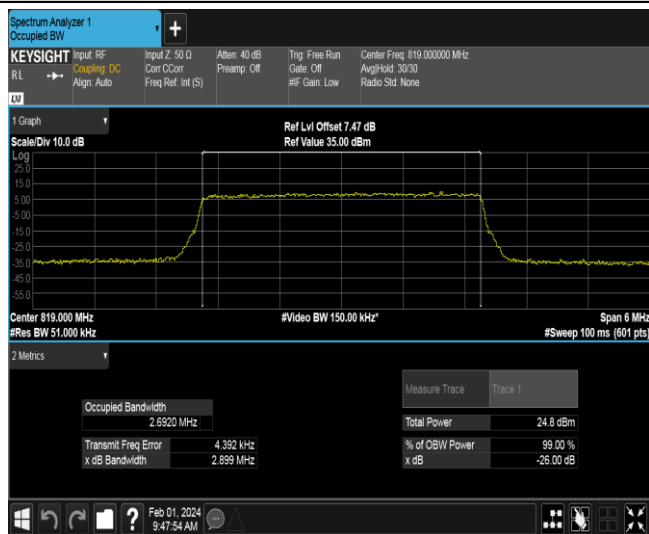 Spectrum Analyzer 1
Occupied BW
+
KEYSIGHT Input: RF Input Z: 50 Ω Atten: 40 dB Trig: Free Run Center Freq: 819.000000 MHz
RL Coupling: DC Corr CCorr Preamp: Off Gate: Off Avg|Hold: 30/30
Align: Auto Freq Ref: Int (S) #IF Gain: Low Radio Std: None
LXI
1 Graph
Ref Lvl Offset 7.47 dB
Scale/Div 10.0 dB Ref Value 35.00 dBm
Log
25.0
15.0
5.00
-5.00
-15.0
-25.0
-35.0
-45.0
-55.0
Center 819.000 MHz #Video BW 150.00 kHz* Span 6 MHz
#Res BW 51.000 kHz #Sweep 100 ms (601 pts)
2 Metrics
Measure Trace Trace 1
Occupied Bandwidth
2.6920 MHz Total Power 24.8 dBm
Transmit Freq Error 4.392 kHz % of OBW Power 99.00 %
x dB Bandwidth 2.899 MHz x dB -26.00 dB
? Feb 01, 2024
9:47:54 AM